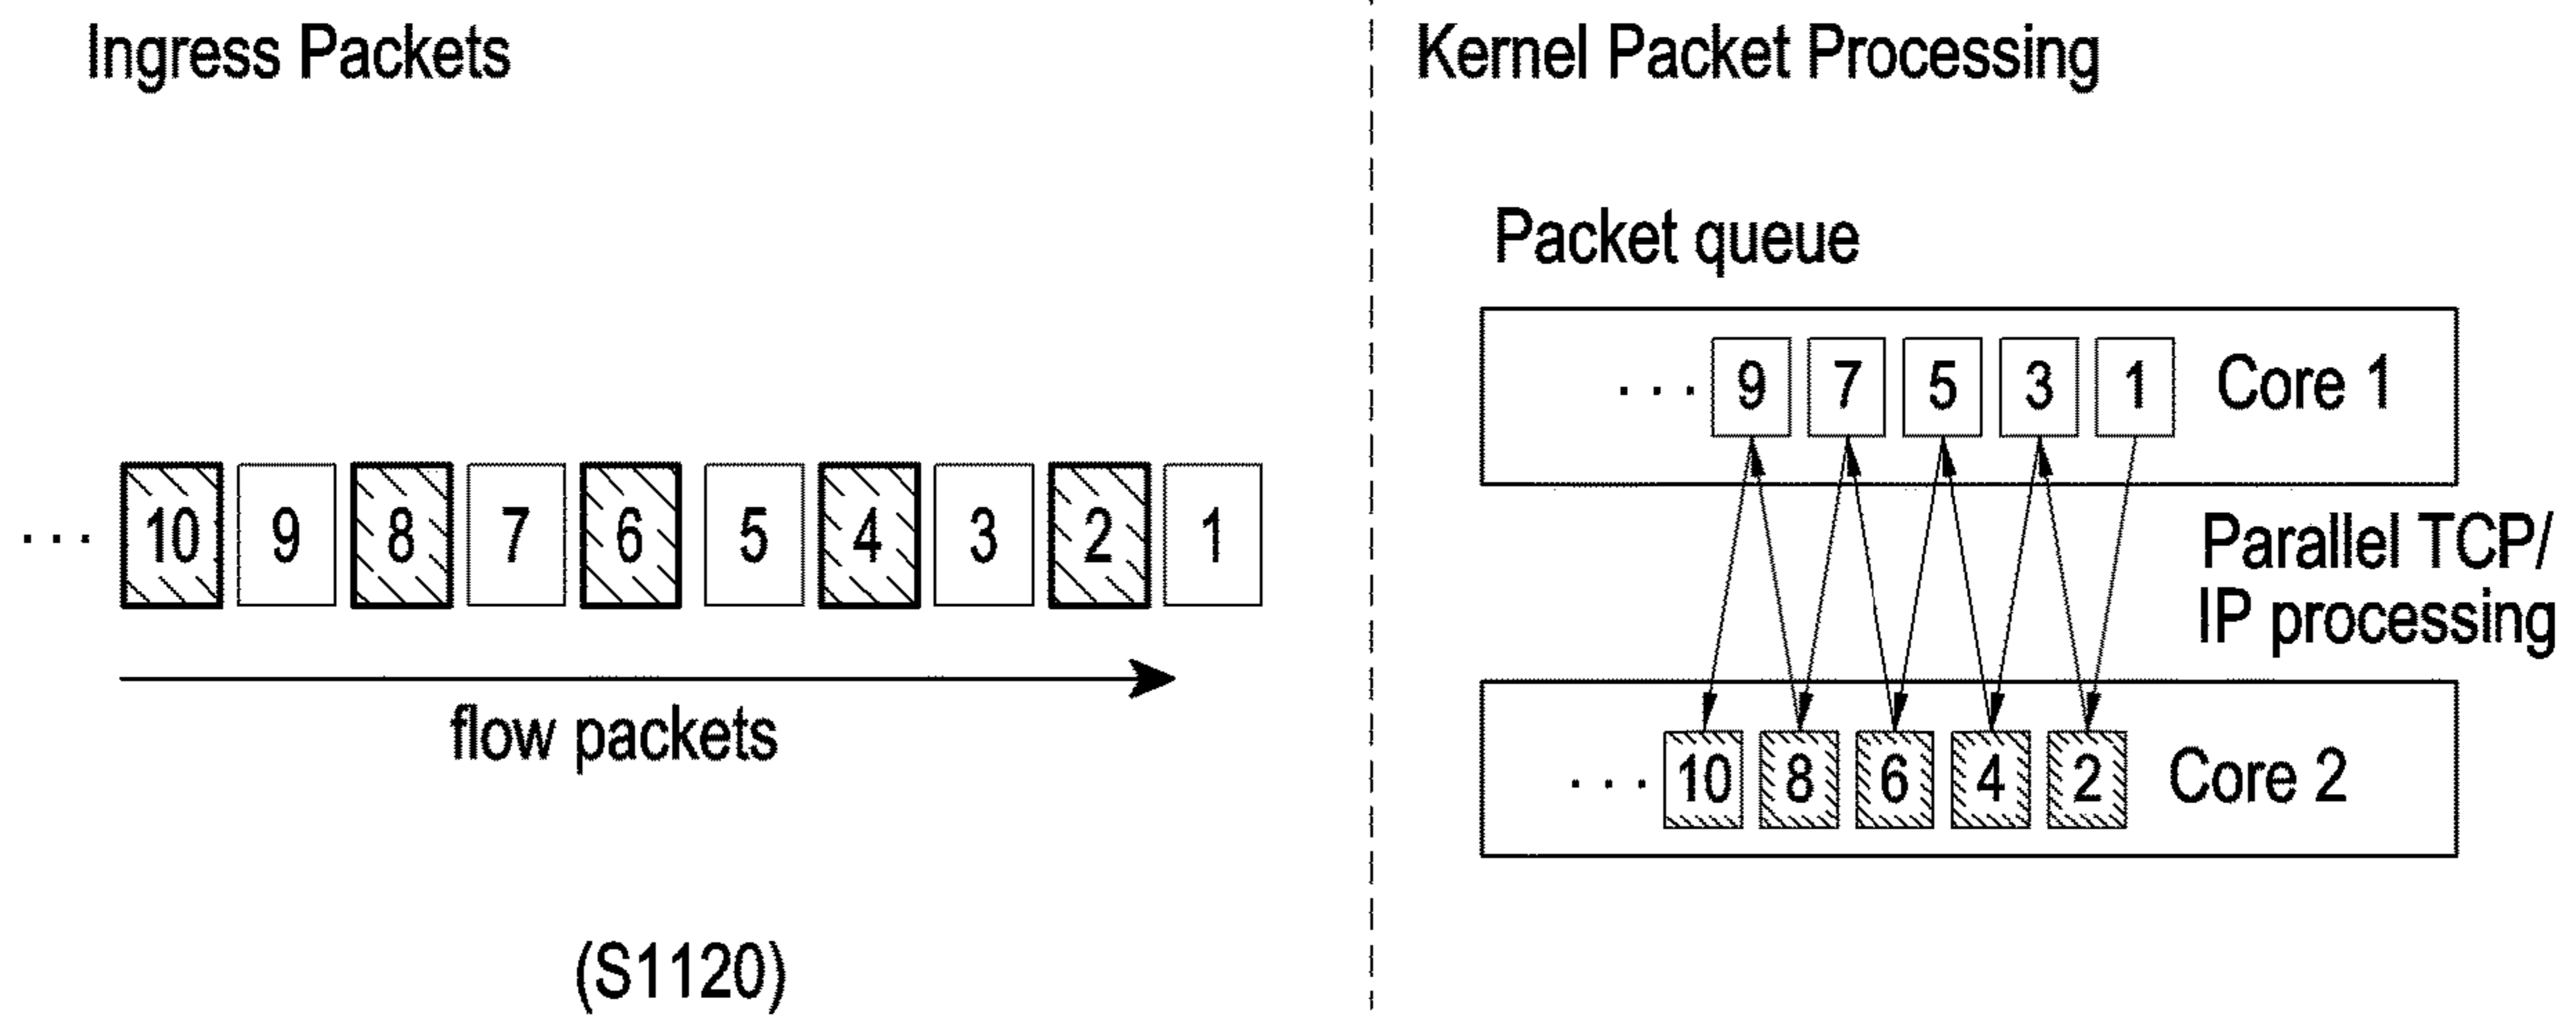 Ingress Packets
··· 10 9 8 7 6 5 4 3 2 1
flow packets
(S1120)
Kernel Packet Processing
Packet queue
··· 9 7 5 3 1 Core 1
Parallel TCP/
IP processing
··· 10 8 6 4 2 Core 2